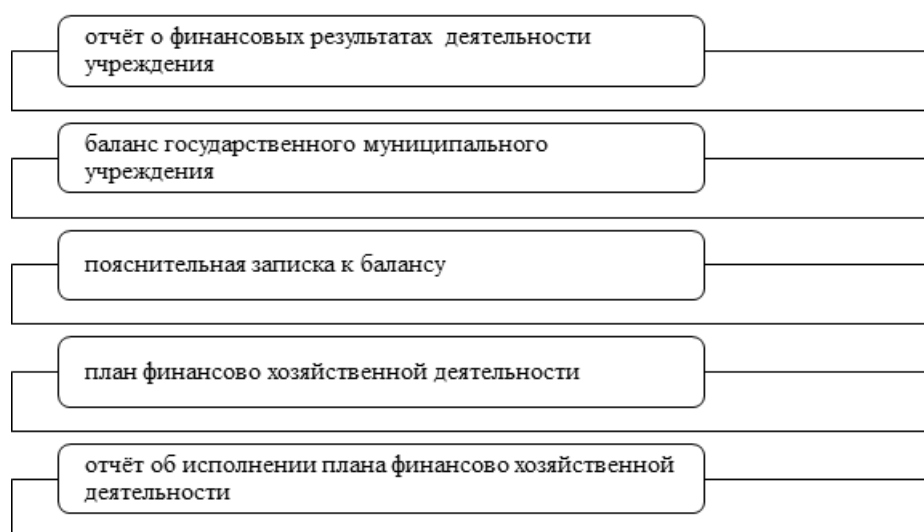 отчёт о финансовых результатах деятельности
учреждения
баланс государственного муниципального
учреждения
пояснительная записка к балансу
план финансово хозяйственной деятельности
отчёт об исполнении плана финансово хозяйственной
деятельности